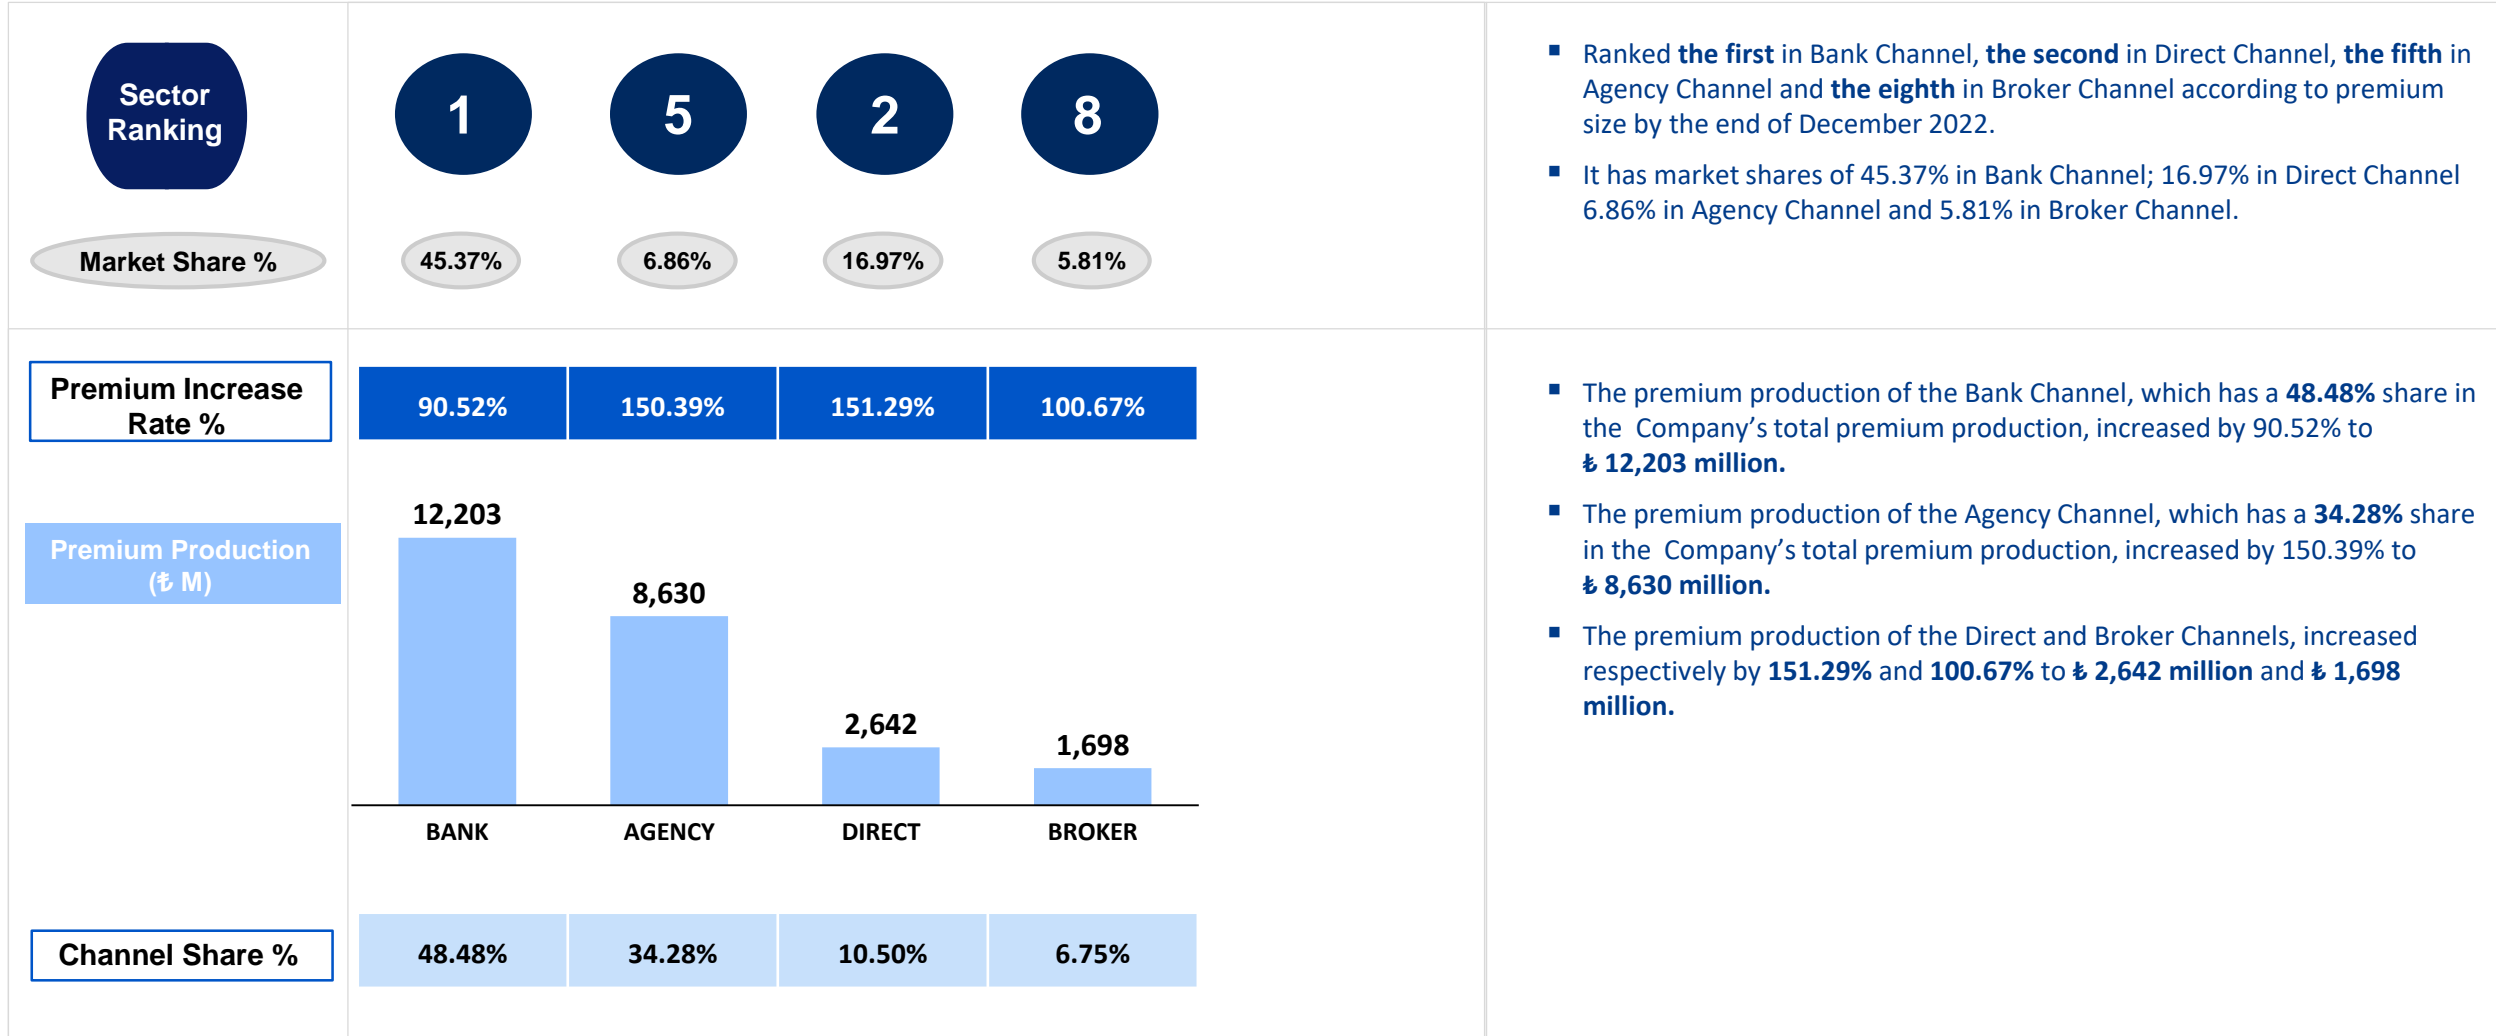 Sector
Ranking
1
5
2
8
Market Share %
45.37%
6.86%
16.97%
5.81%
▪ Ranked the first in Bank Channel, the second in Direct Channel, the fifth in
Agency Channel and the eighth in Broker Channel according to premium
size by the end of December 2022.
▪ It has market shares of 45.37% in Bank Channel; 16.97% in Direct Channel
6.86% in Agency Channel and 5.81% in Broker Channel.
Premium Increase
Rate %
90.52%
150.39%
151.29%
100.67%
Premium Production
(₺ M)
12,203
8,630
2,642
1,698
BANK
AGENCY
DIRECT
BROKER
Channel Share %
48.48%
34.28%
10.50%
6.75%
▪ The premium production of the Bank Channel, which has a 48.48% share in
the Company’s total premium production, increased by 90.52% to
₺ 12,203 million.
▪ The premium production of the Agency Channel, which has a 34.28% share
in the Company’s total premium production, increased by 150.39% to
₺ 8,630 million.
▪ The premium production of the Direct and Broker Channels, increased
respectively by 151.29% and 100.67% to ₺ 2,642 million and ₺ 1,698
million.